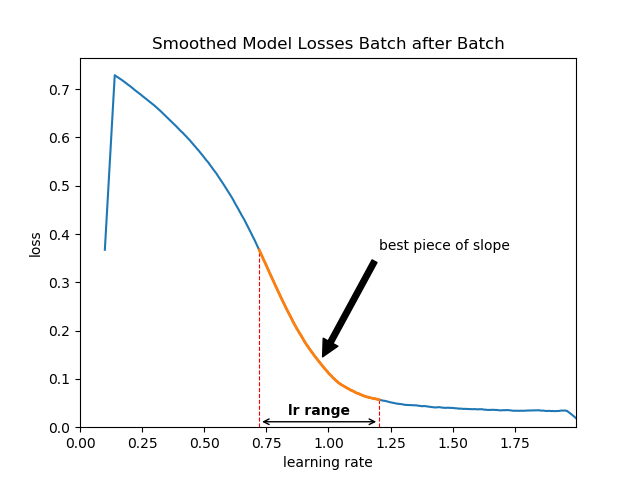 Smoothed Model Losses Batch after Batch
0.7
0.6
0.5
0.4
0.3
0.2
0.1
0.0
loss
best piece of slope
lr range
0.00 0.25 0.50 0.75 1.00 1.25 1.50 1.75
learning rate